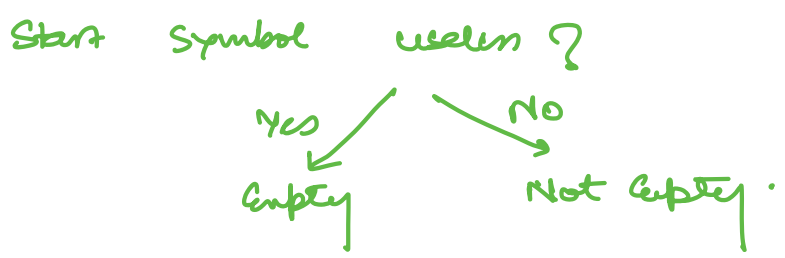 Start Symbol useless ?
Yes No
Empty Not Empty.